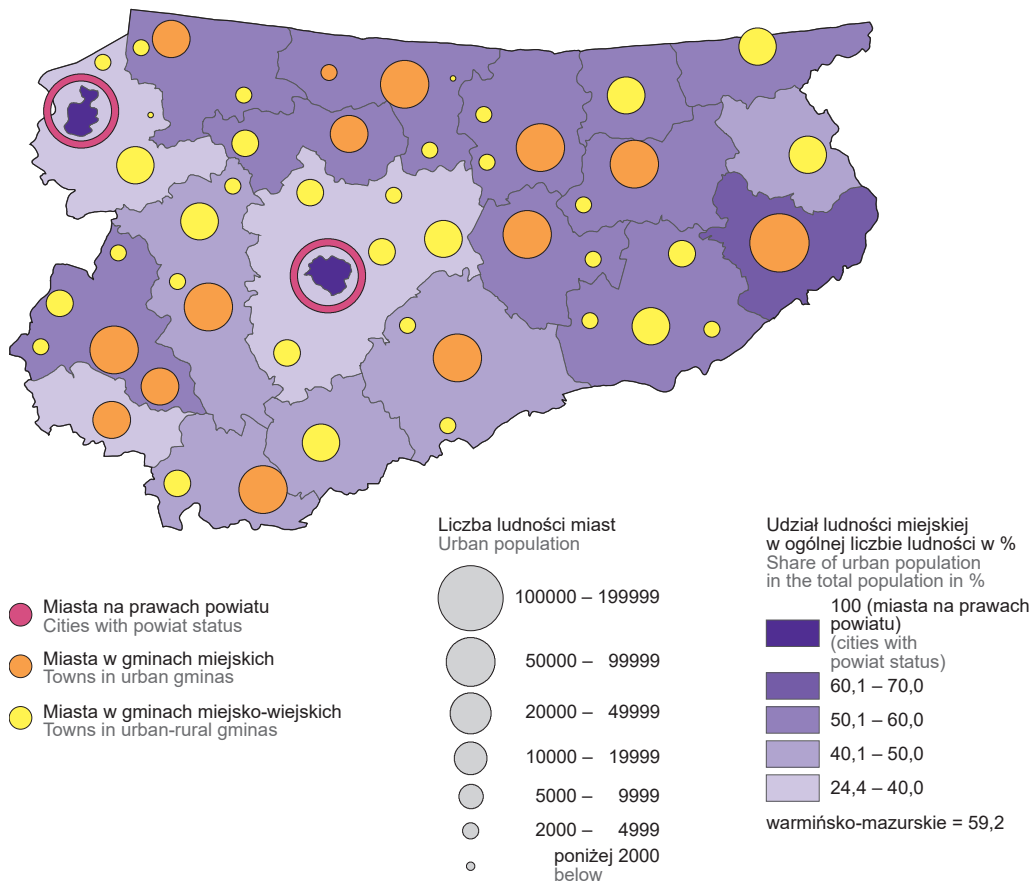 Miasta na prawach powiatu
Cities with powiat status
Miasta w gminach miejskich
Towns in urban gminas
Miasta w gminach miejsko-wiejskich
Towns in urban-rural gminas
Liczba ludności miast
Urban population
100000 – 199999
50000 – 99999
20000 – 49999
10000 – 19999
5000 – 9999
2000 – 4999
poniżej 2000
below
Udział ludności miejskiej
w ogólnej liczbie ludności w %
Share of urban population
in the total population in %
100 (miasta na prawach
powiatu)
(cities with
powiat status)
60,1 – 70,0
50,1 – 60,0
40,1 – 50,0
24,4 – 40,0
warmińsko-mazurskie = 59,2